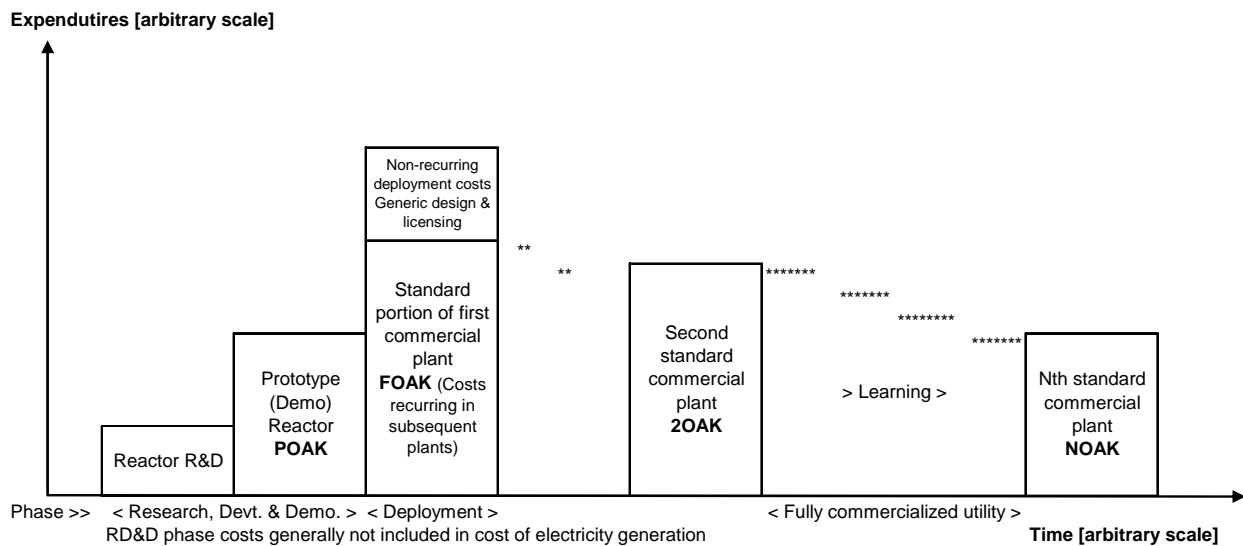 Expendutires [arbitrary scale]
Non-recurring
deployment costs
Generic design &
licensing
**
**
Standard
portion of first
commercial
plant
FOAK (Costs
recurring in
subsequent
plants)
Prototype
(Demo)
Reactor
POAK
Reactor R&D
Second
standard
commercial
plant
2OAK
*******
*******
********
*******
> Learning >
Nth standard
commercial
plant
NOAK
Phase >> < Research, Devt. & Demo. > < Deployment > < Fully commercialized utility >
RD&D phase costs generally not included in cost of electricity generation
Time [arbitrary scale]